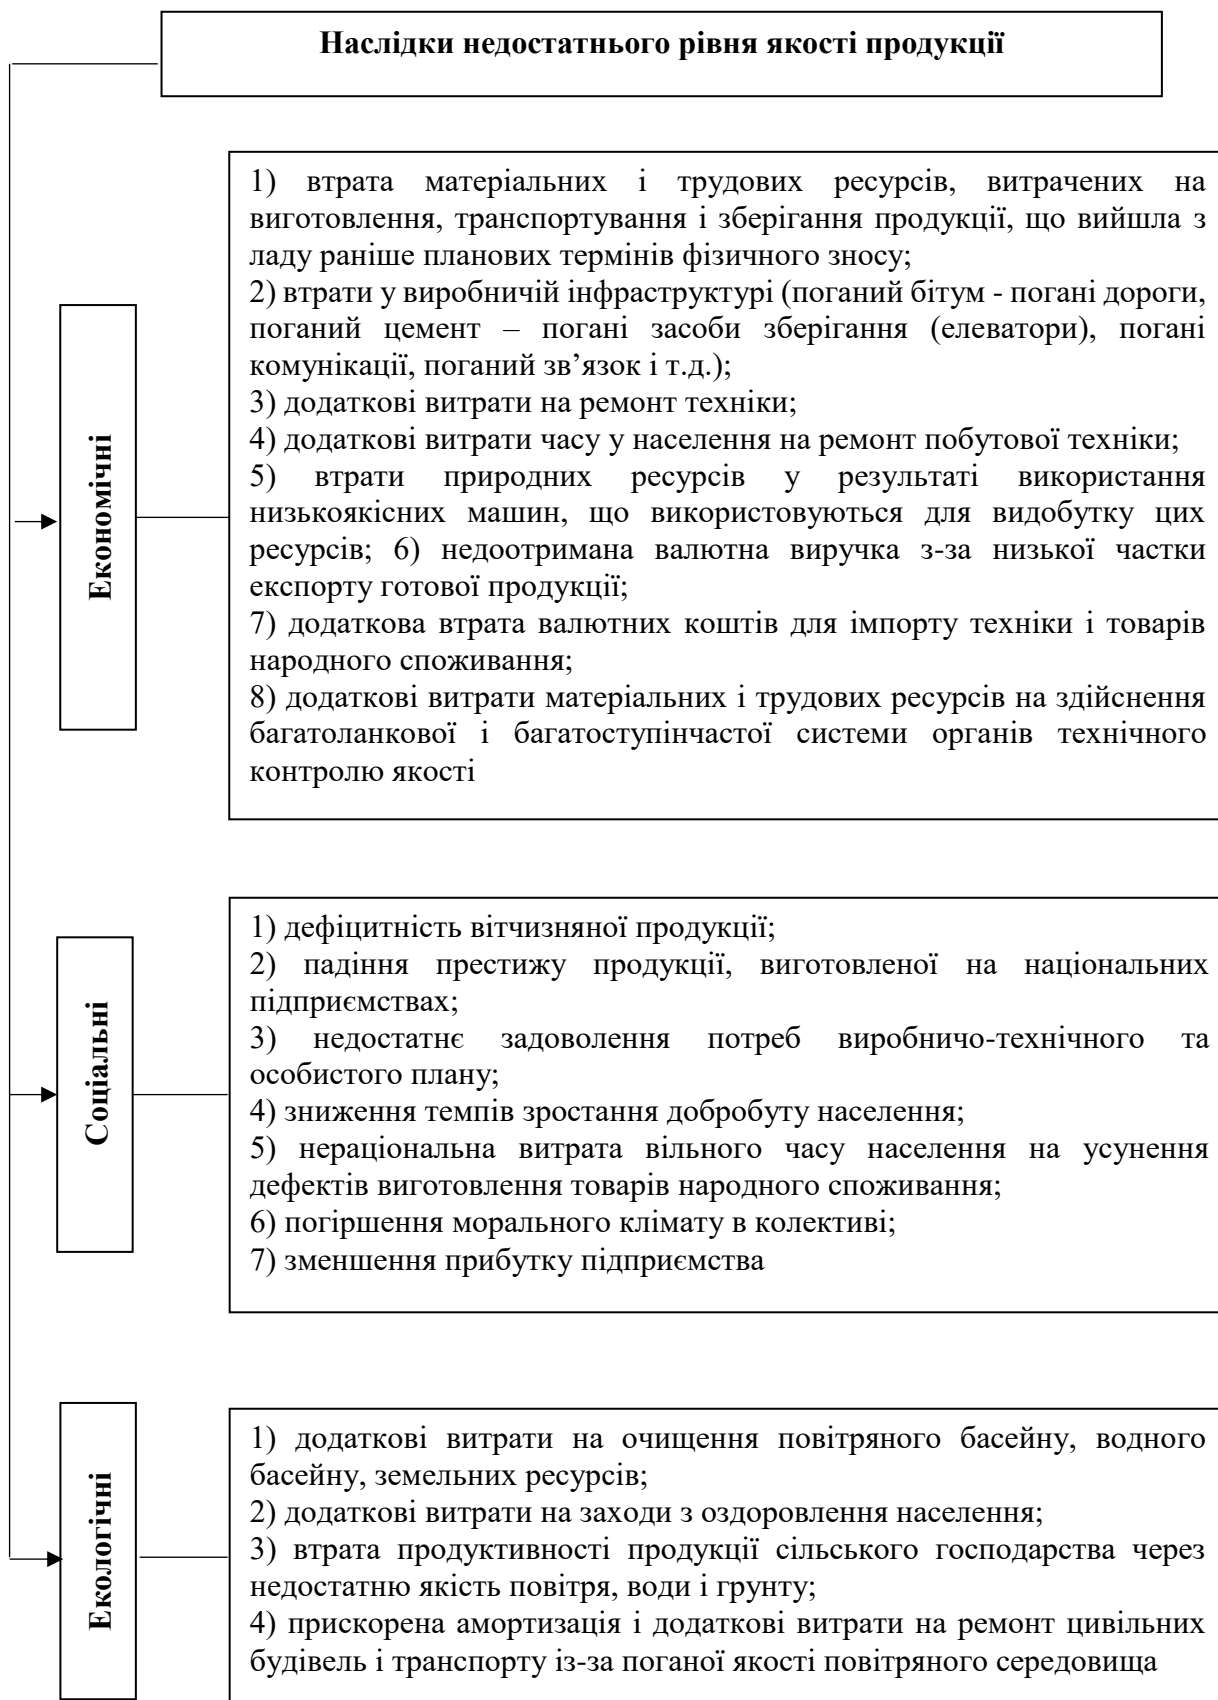 Наслідки недостатнього рівня якості продукції
Економічні
1) втрата матеріальних і трудових ресурсів, витрачених на
виготовлення, транспортування і зберігання продукції, що вийшла з
ладу раніше планових термінів фізичного зносу;
2) втрати у виробничій інфраструктурі (поганий бітум - погані дороги,
поганий цемент – погані засоби зберігання (елеватори), погані
комунікації, поганий зв’язок і т.д.);
3) додаткові витрати на ремонт техніки;
4) додаткові витрати часу у населення на ремонт побутової техніки;
5) втрати природних ресурсів у результаті використання
низькоякісних машин, що використовуються для видобутку цих
ресурсів; 6) недоотримана валютна виручка з-за низької частки
експорту готової продукції;
7) додаткова втрата валютних коштів для імпорту техніки і товарів
народного споживання;
8) додаткові витрати матеріальних і трудових ресурсів на здійснення
багатоланкової і багатоступінчастої системи органів технічного
контролю якості
Соціальні
1) дефіцитність вітчизняної продукції;
2) падіння престижу продукції, виготовленої на національних
підприємствах;
3) недостатнє задоволення потреб виробничо-технічного та
особистого плану;
4) зниження темпів зростання добробуту населення;
5) нераціональна витрата вільного часу населення на усунення
дефектів виготовлення товарів народного споживання;
6) погіршення морального клімату в колективі;
7) зменшення прибутку підприємства
Екологічні
1) додаткові витрати на очищення повітряного басейну, водного
басейну, земельних ресурсів;
2) додаткові витрати на заходи з оздоровлення населення;
3) втрата продуктивності продукції сільського господарства через
недостатню якість повітря, води і грунту;
4) прискорена амортизація і додаткові витрати на ремонт цивільних
будівель і транспорту із-за поганої якості повітряного середовища